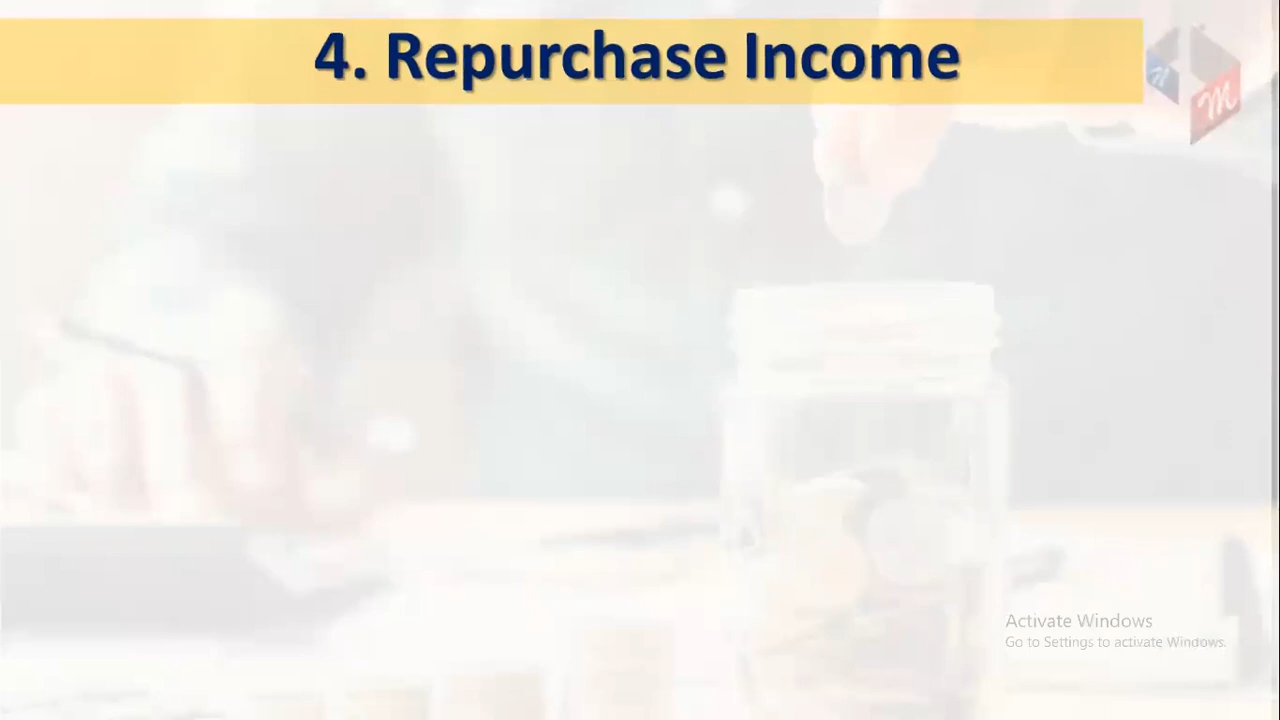 4. Repurchase Income
M
Activate Windows
Go to Settings to activate Windows.